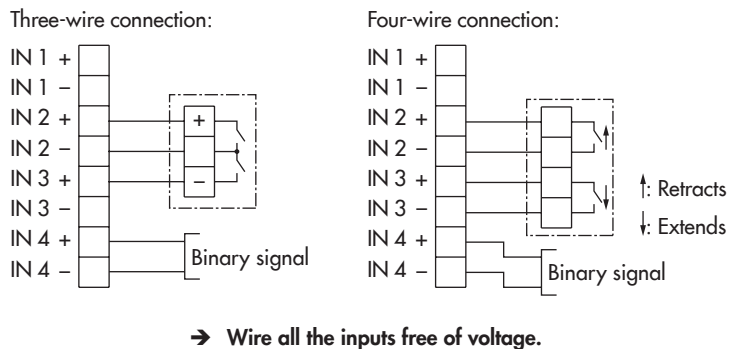 Three-wire connection:
IN 1 +
IN 1 –
IN 2 +
IN 2 –
IN 3 +
IN 3 –
IN 4 +
IN 4 –
+
–
Binary signal
Four-wire connection:
IN 1 +
IN 1 –
IN 2 +
IN 2 –
IN 3 +
IN 3 –
IN 4 +
IN 4 –
↑: Retracts
↓: Extends
Binary signal
➔ Wire all the inputs free of voltage.